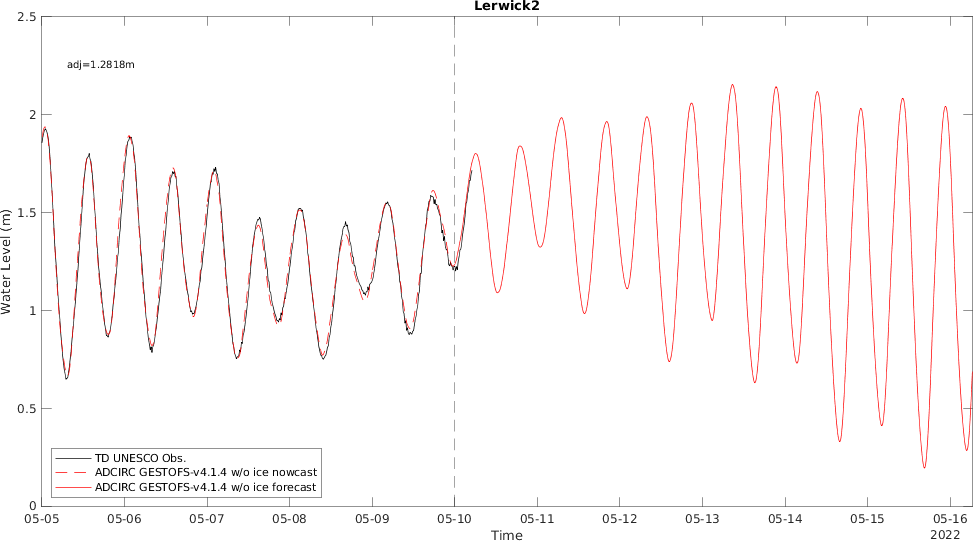 Lerwick2
2.5
adj=1.2818m
2
1.5
Water Level (m)
1
0.5
TD UNESCO Obs.
ADCIRC GESTOFS-v4.1.4 w/o ice nowcast
ADCIRC GESTOFS-v4.1.4 w/o ice forecast
0
05-05 05-06 05-07 05-08 05-09 05-10 05-11 05-12 05-13 05-14 05-15 05-16
Time
2022